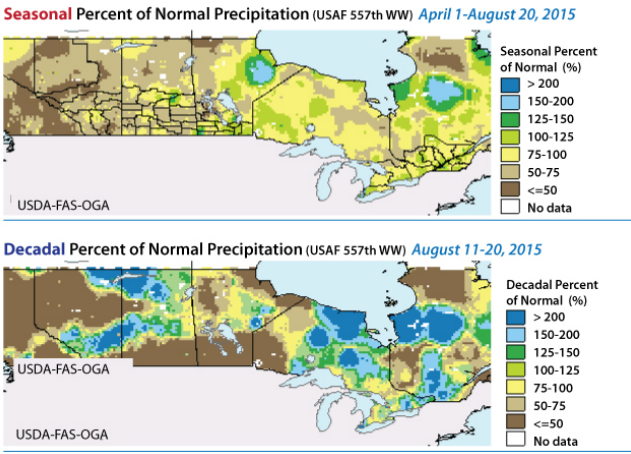 Seasonal Percent of Normal Precipitation (USAF 557th WW) April 1-August 20, 2015
Seasonal Percent
of Normal (%)
> 200
150-200
125-150
100-125
75-100
50-75
<=50
No data
USDA-FAS-OGA
Decadal Percent of Normal Precipitation (USAF 557th WW) August 11-20, 2015
Decadal Percent
of Normal (%)
> 200
150-200
125-150
100-125
75-100
50-75
<=50
No data
USDA-FAS-OGA
USDA-FAS-OGA